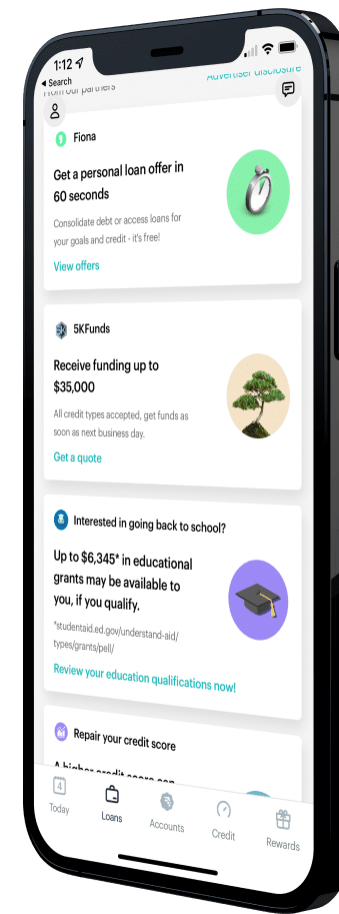 1:12
Search
From our partners
Advertiser disclosure
Fiona
Get a personal loan offer in
60 seconds
Consolidate debt or access loans for
your goals and credit - it's free!
View offers
5K
5KFunds
Receive funding up to
$35,000
All credit types accepted, get funds as
soon as next business day.
Get a quote
Interested in going back to school?
Up to $6,345* in educational
grants may be available to
you, if you qualify.
*studentaid.ed.gov/understand-aid/
types/grants/pell/
Review your education qualifications now!
Repair your credit score
A higher credit score can
4
Today
Loans
Accounts
Credit
Rewards